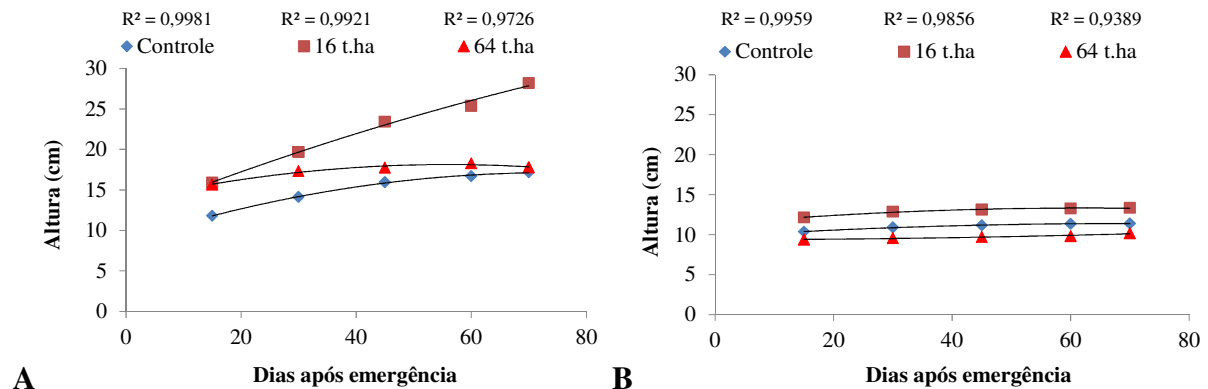 R² = 0,9981 R² = 0,9921 R² = 0,9726
Controle 16 t.ha 64 t.ha
30
25
20
15
10
5
0
Altura (cm)
0 20 40 60 80
Dias após emergência
A
R² = 0,9959 R² = 0,9856 R² = 0,9389
Controle 16 t.ha 64 t.ha
30
25
20
15
10
5
0
Altura (cm)
0 20 40 60 80
Dias após emergência
B